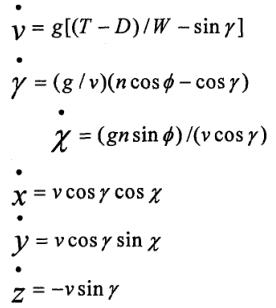 v̇ = g[(T − D)/W − sin γ]
γ̇ = (g / v)(n cos ϕ − cos γ)
χ̇ = (gn sin ϕ)/(v cos γ)
ẋ = v cos γ cos χ
ẏ = v cos γ sin χ
ż = −v sin γ